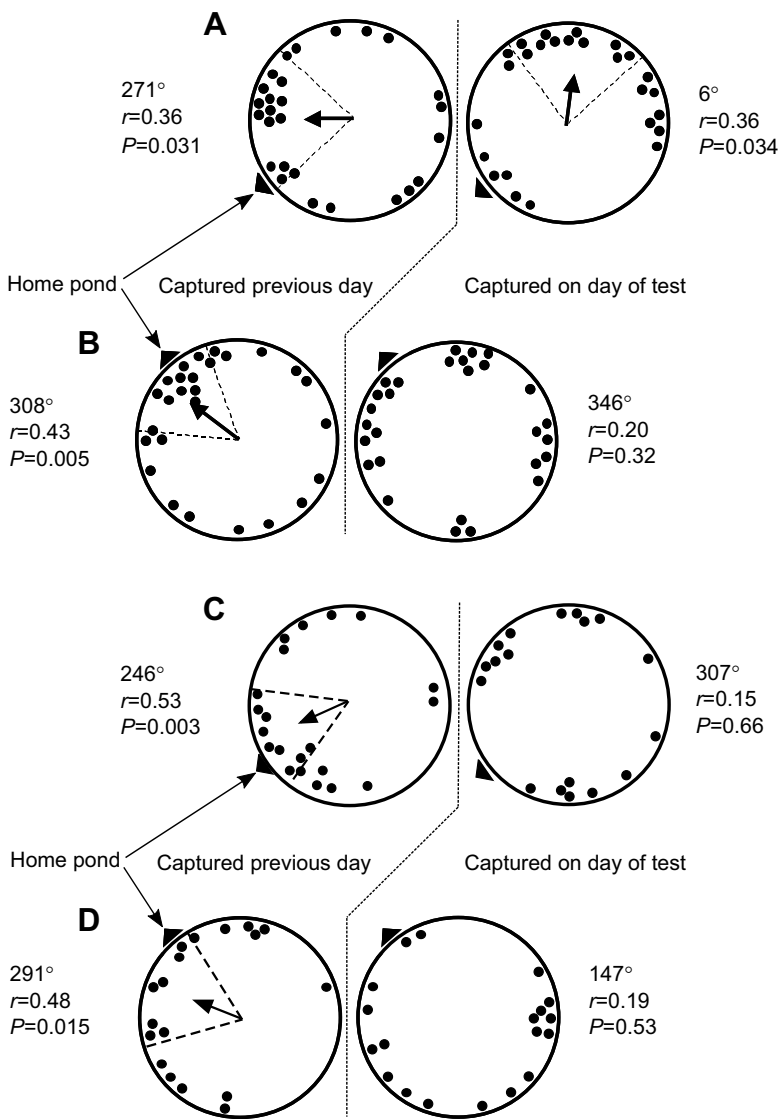 A
271°
r=0.36
P=0.031
6°
r=0.36
P=0.034
Home pond
Captured previous day
Captured on day of test
B
308°
r=0.43
P=0.005
346°
r=0.20
P=0.32
C
246°
r=0.53
P=0.003
307°
r=0.15
P=0.66
Home pond
Captured previous day
Captured on day of test
D
291°
r=0.48
P=0.015
147°
r=0.19
P=0.53